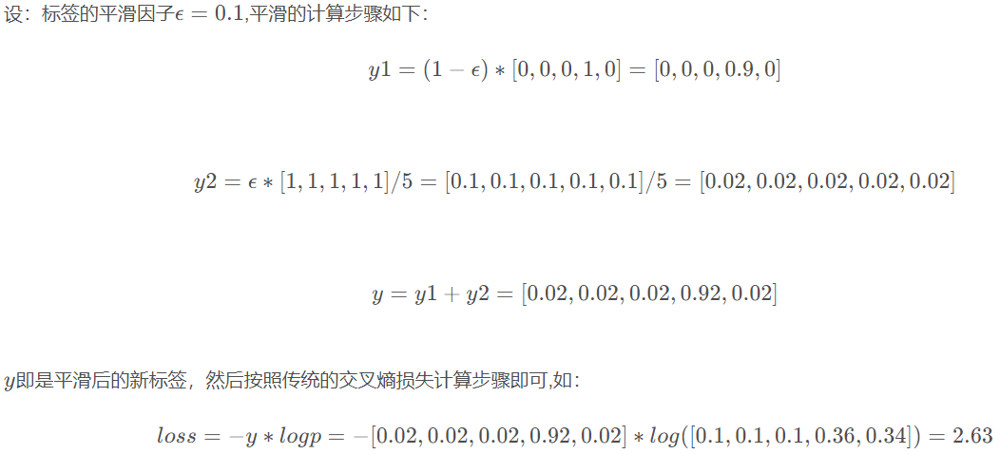 设：标签的平滑因子ϵ = 0.1,平滑的计算步骤如下：
y1 = (1 − ϵ) ∗ [0, 0, 0, 1, 0] = [0, 0, 0, 0.9, 0]
y2 = ϵ ∗ [1, 1, 1, 1, 1]/5 = [0.1, 0.1, 0.1, 0.1, 0.1]/5 = [0.02, 0.02, 0.02, 0.02, 0.02]
y = y1 + y2 = [0.02, 0.02, 0.02, 0.92, 0.02]
y即是平滑后的新标签，然后按照传统的交叉熵损失计算步骤即可,如：
loss = −y ∗ logp = −[0.02, 0.02, 0.02, 0.92, 0.02] ∗ log([0.1, 0.1, 0.1, 0.36, 0.34]) = 2.63